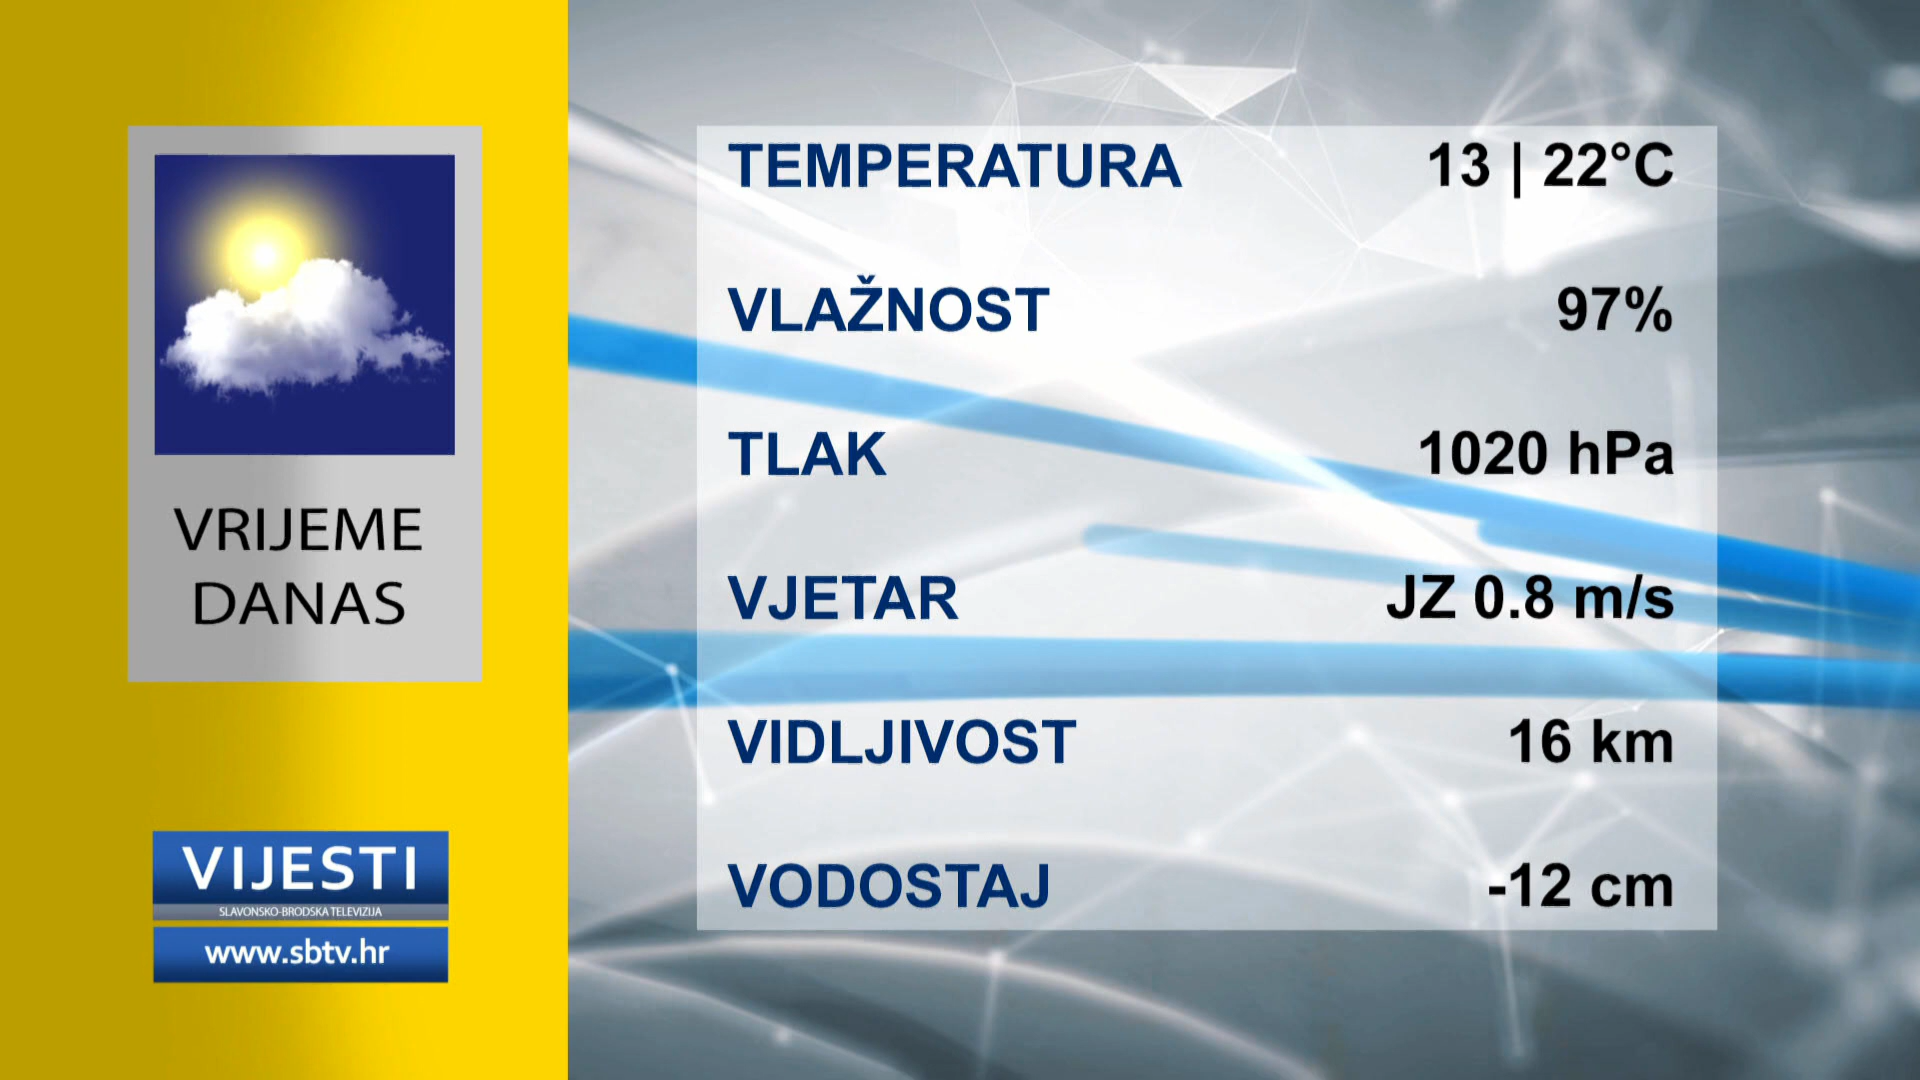 VRIJEME
DANAS
VIJESTI
SLAVONSKO-BRODSKA TELEVIZIJA
www.sbtv.hr
TEMPERATURA 13 | 22°C
VLAŽNOST 97%
TLAK 1020 hPa
VJETAR JZ 0.8 m/s
VIDLJIVOST 16 km
VODOSTAJ -12 cm